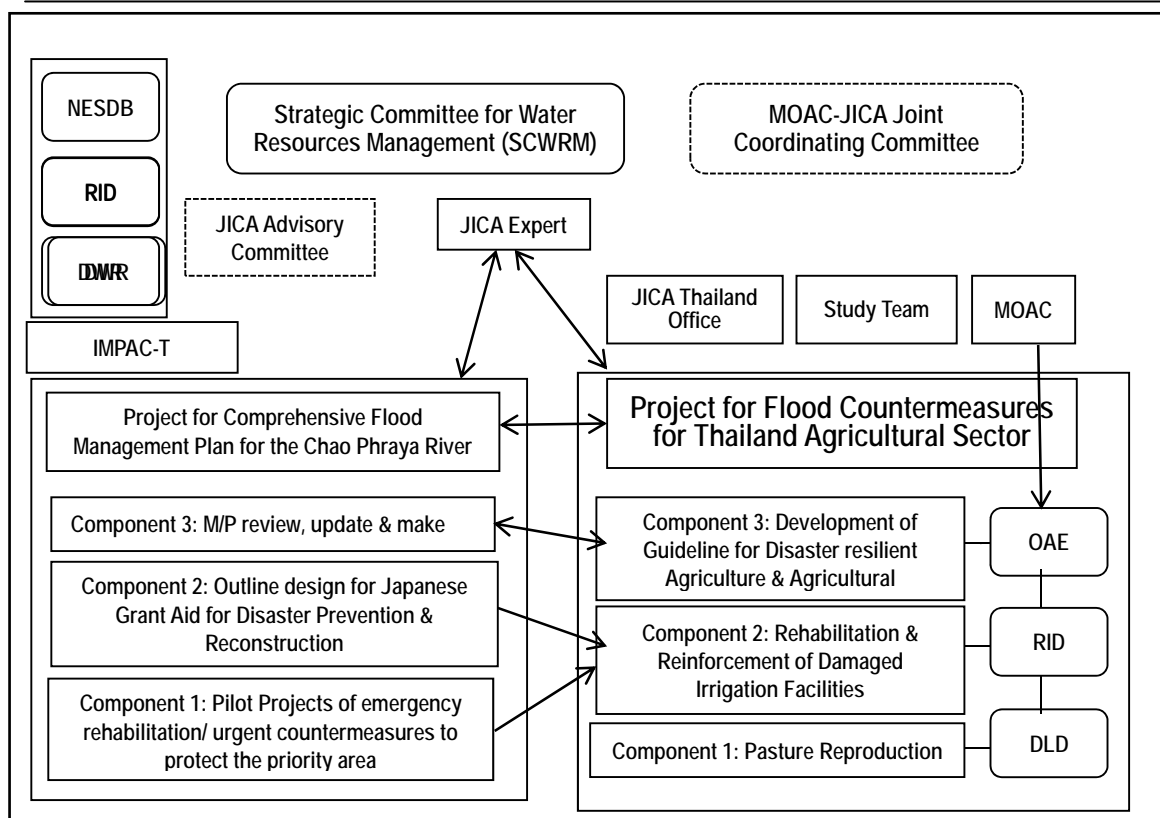 NESDB
RID
DWR
Strategic Committee for Water
Resources Management (SCWRM)
MOAC-JICA Joint
Coordinating Committee
JICA Advisory
Committee
JICA Expert
JICA Thailand
Office
Study Team
MOAC
IMPAC-T
Project for Comprehensive Flood
Management Plan for the Chao Phraya River
Component 3: M/P review, update & make
Component 2: Outline design for Japanese
Grant Aid for Disaster Prevention &
Reconstruction
Component 1: Pilot Projects of emergency
rehabilitation/ urgent countermeasures to
protect the priority area
Project for Flood Countermeasures
for Thailand Agricultural Sector
Component 3: Development of
Guideline for Disaster resilient
Agriculture & Agricultural
OAE
Component 2: Rehabilitation &
Reinforcement of Damaged
Irrigation Facilities
RID
Component 1: Pasture Reproduction
DLD